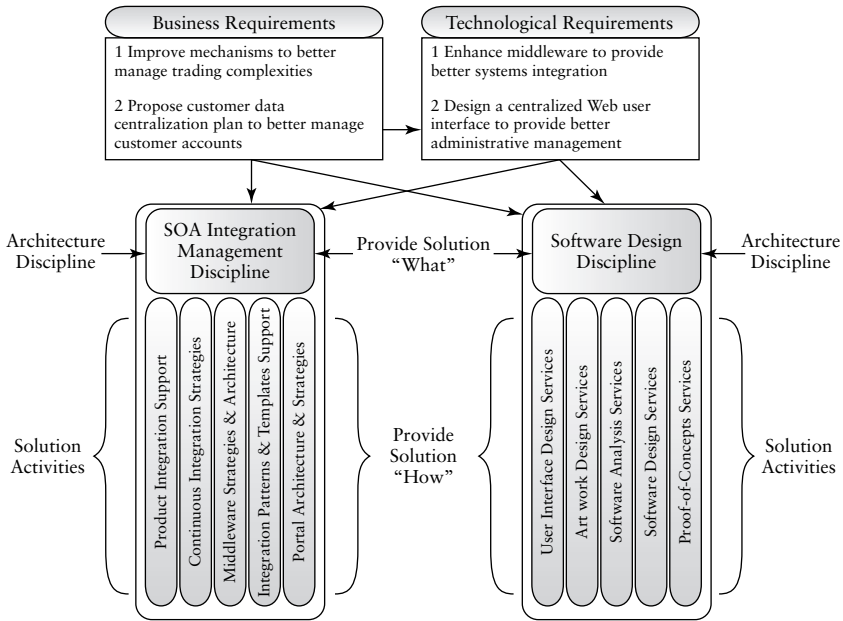 Business Requirements
1 Improve mechanisms to better
manage trading complexities
2 Propose customer data
centralization plan to better manage
customer accounts
Technological Requirements
1 Enhance middleware to provide
better systems integration
2 Design a centralized Web user
interface to provide better
administrative management
Architecture
Discipline
SOA Integration
Management
Discipline
Provide Solution
“What”
Software Design
Discipline
Architecture
Discipline
Solution
Activities
Product Integration Support
Continuous Integration Strategies
Middleware Strategies & Architecture
Integration Patterns & Templates Support
Portal Architecture & Strategies
Provide
Solution
“How”
User Interface Design Services
Art work Design Services
Software Analysis Services
Software Design Services
Proof-of-Concepts Services
Solution
Activities